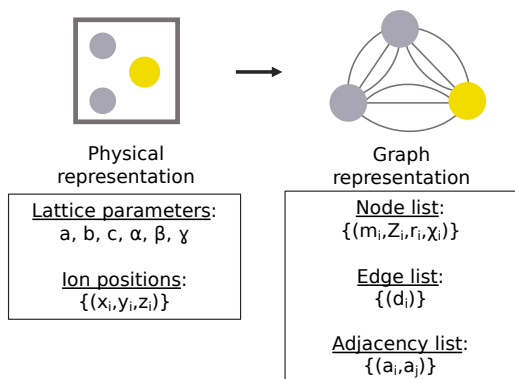 Physical
representation
Lattice parameters:
a, b, c, α, β, ɣ
Ion positions:
{(xᵢ,yᵢ,zᵢ)}
Graph
representation
Node list:
{(mᵢ,Zᵢ,rᵢ,χᵢ)}
Edge list:
{(dᵢ)}
Adjacency list:
{(aᵢ,aⱼ)}